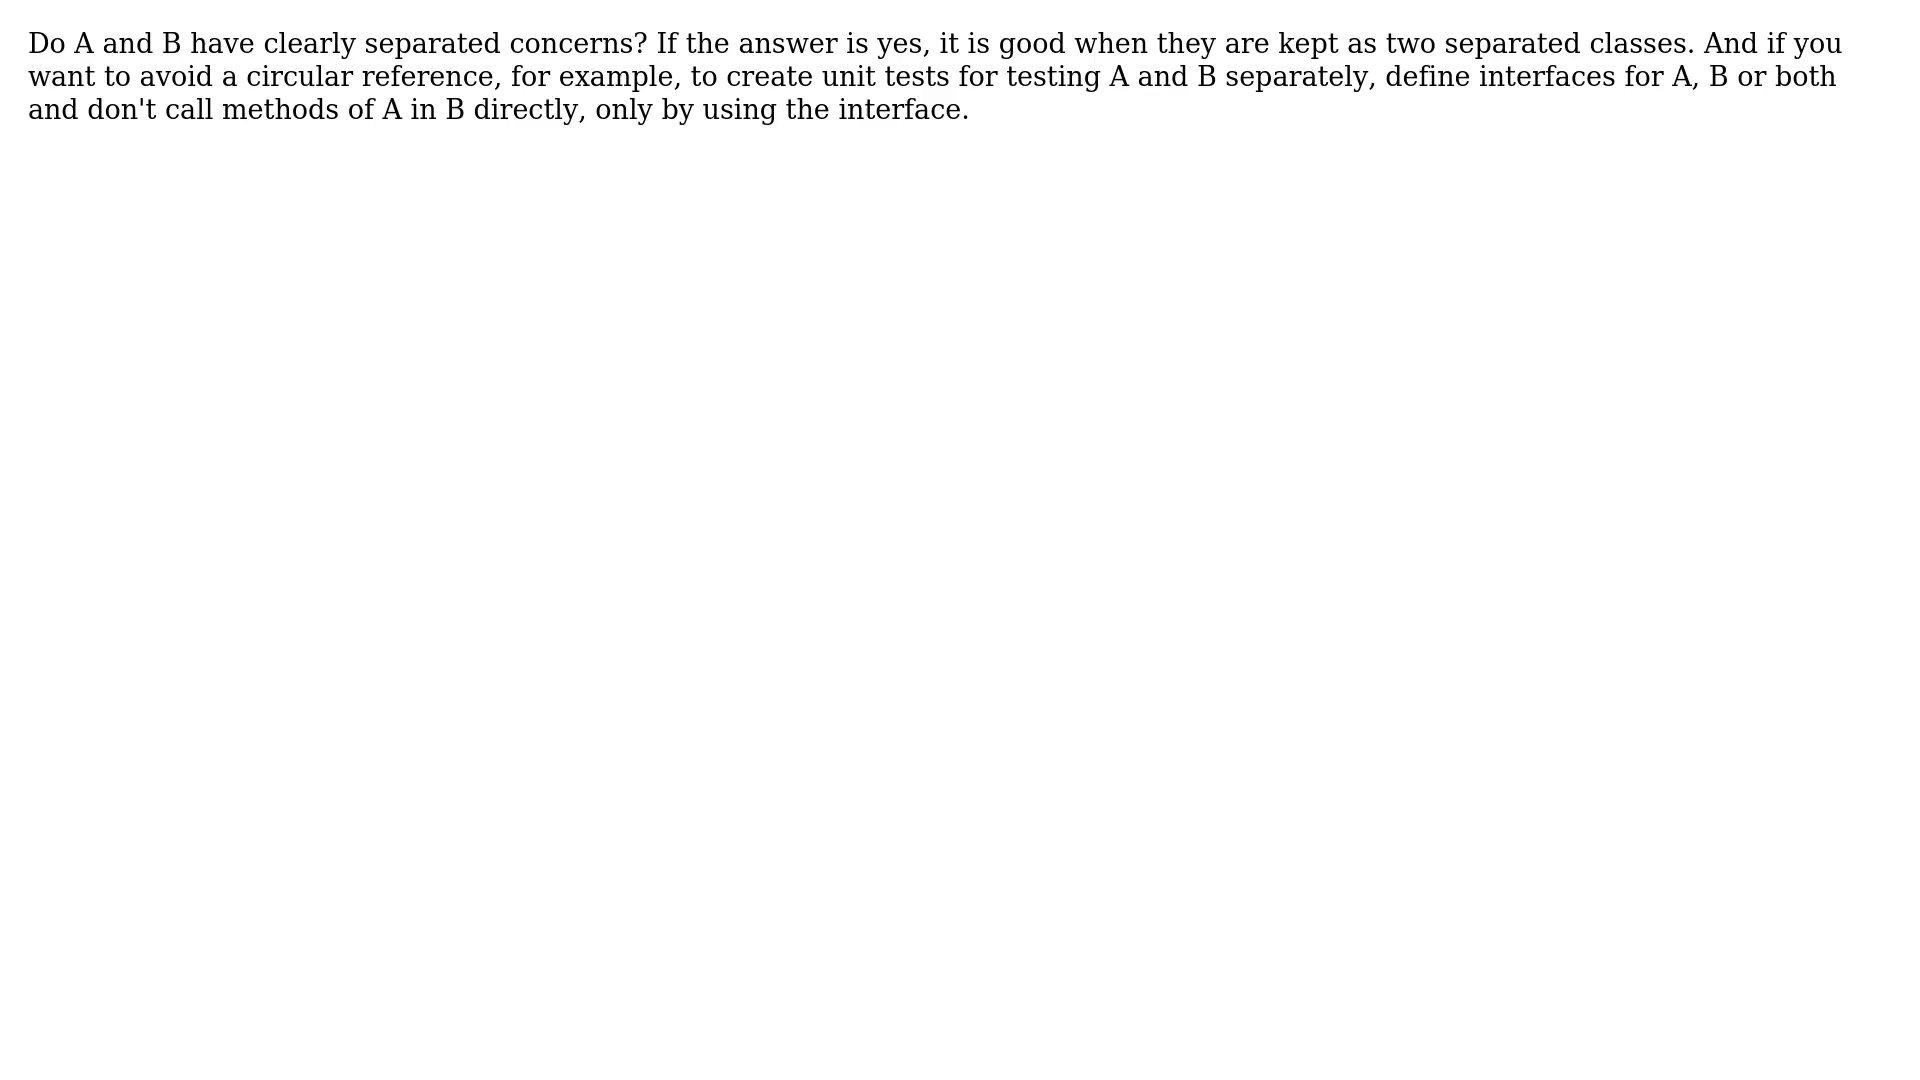 Do A and B have clearly separated concerns? If the answer is yes, it is good when they are kept as two separated classes. And if you
want to avoid a circular reference, for example, to create unit tests for testing A and B separately, define interfaces for A, B or both
and don't call methods of A in B directly, only by using the interface.